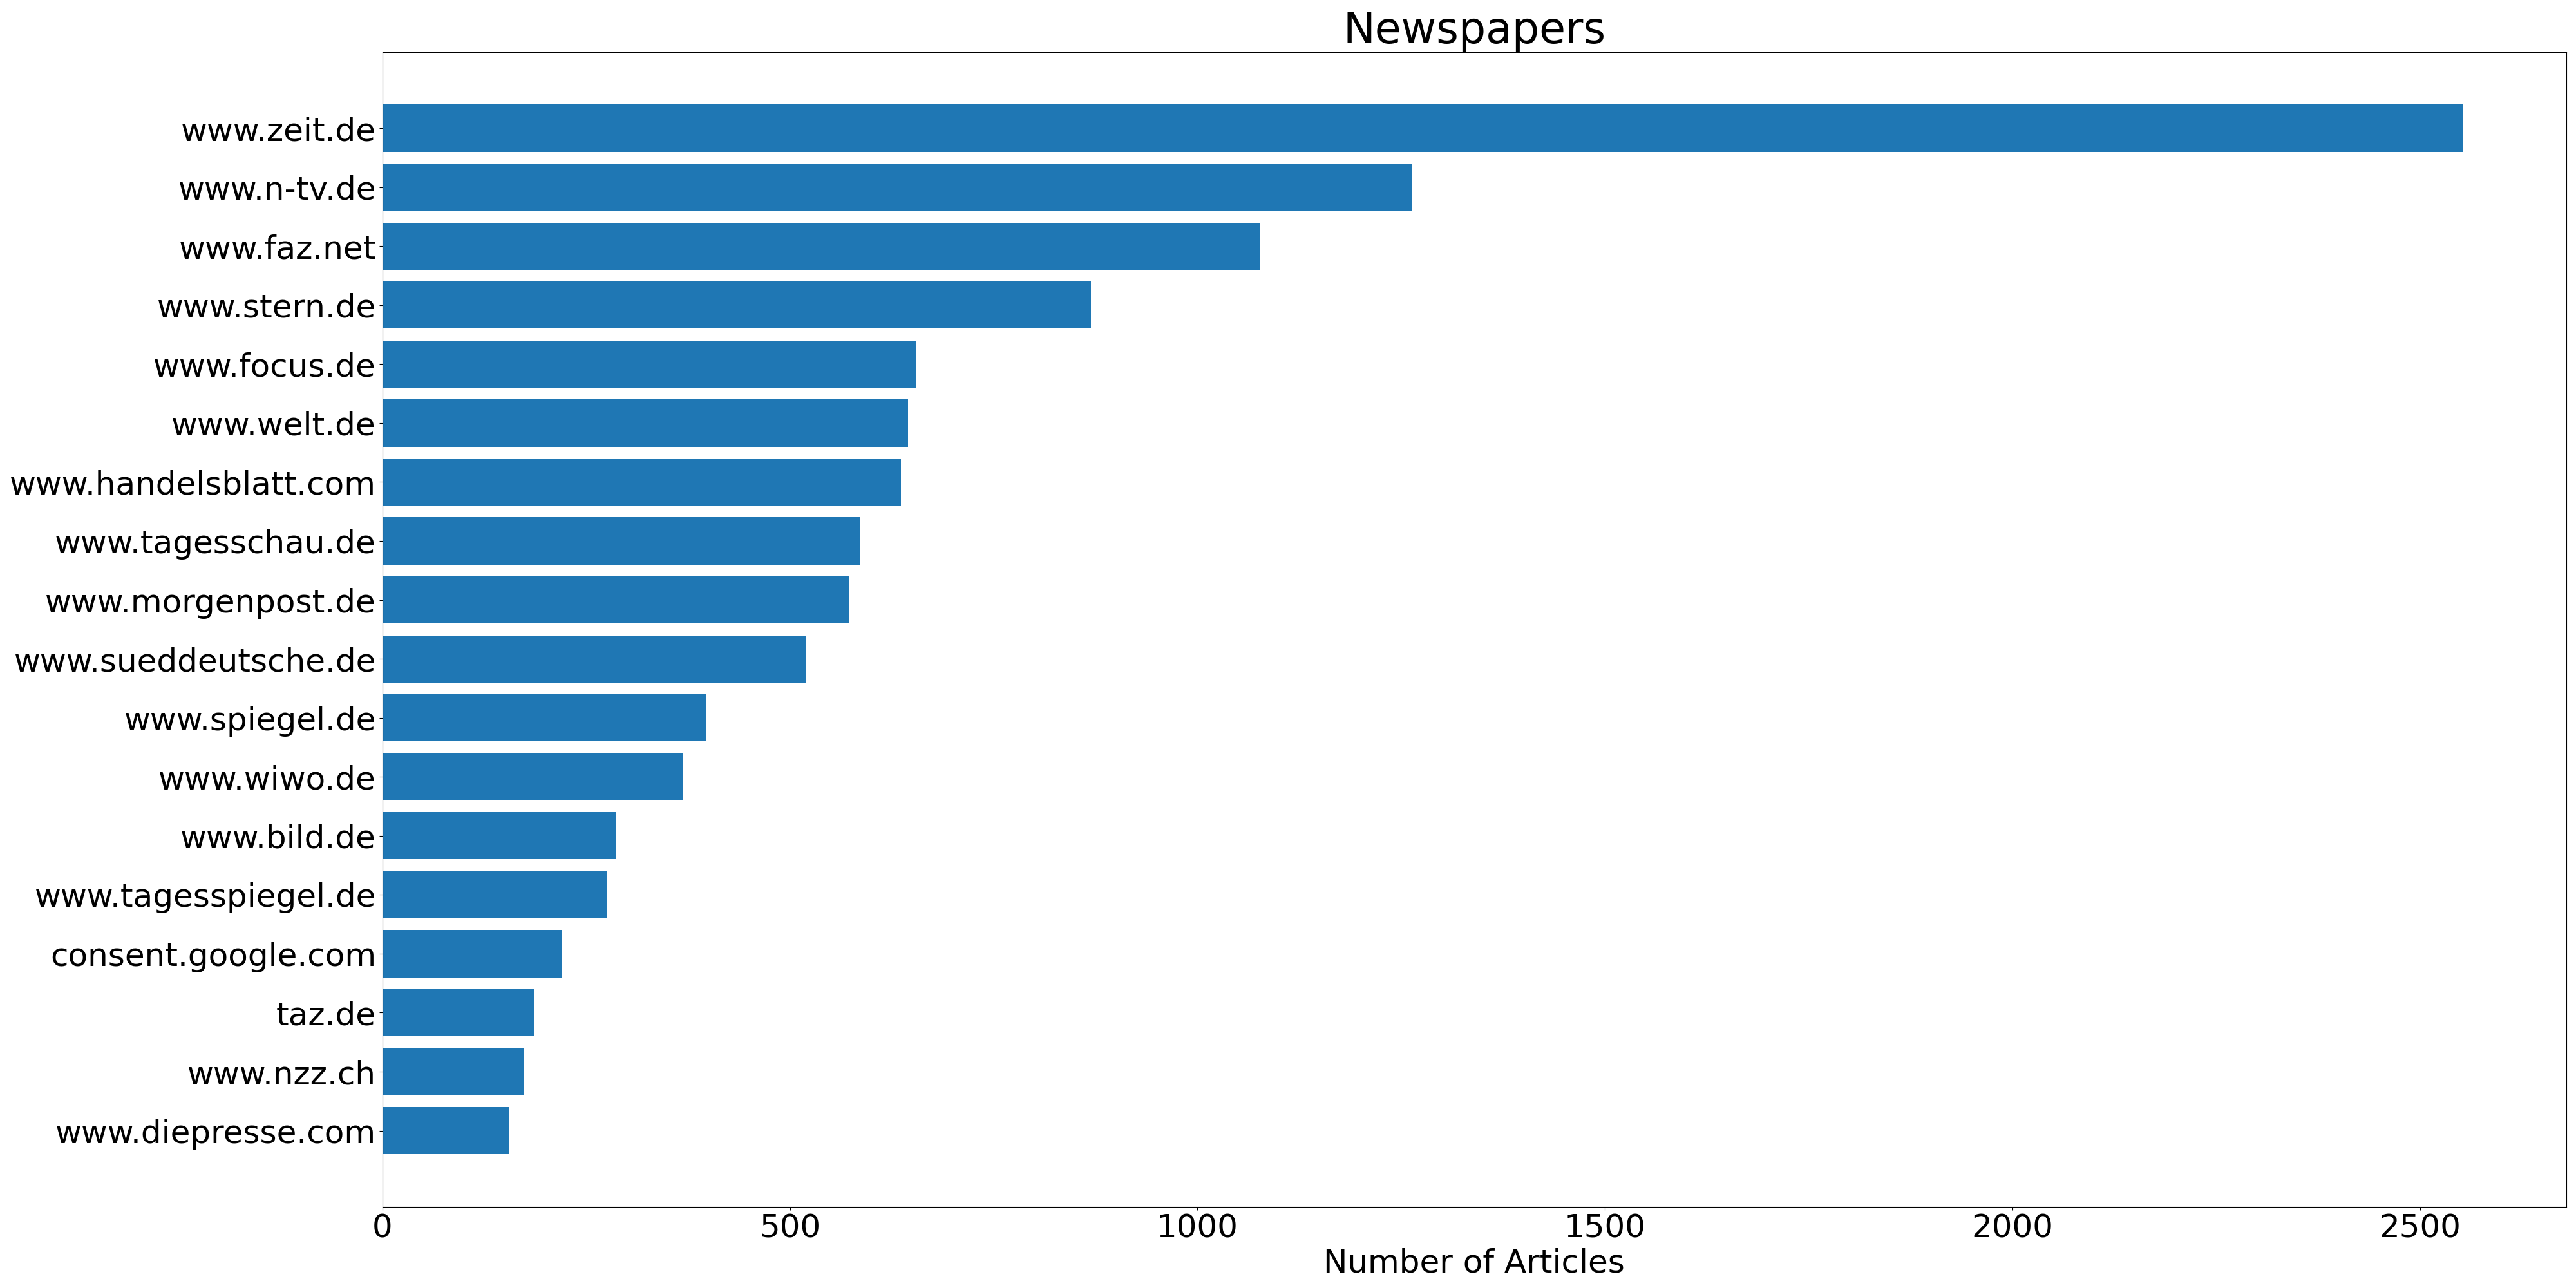 Newspapers
www.zeit.de
www.n-tv.de
www.faz.net
www.stern.de
www.focus.de
www.welt.de
www.handelsblatt.com
www.tagesschau.de
www.morgenpost.de
www.sueddeutsche.de
www.spiegel.de
www.wiwo.de
www.bild.de
www.tagesspiegel.de
consent.google.com
taz.de
www.nzz.ch
www.diepresse.com
0 500 1000 1500 2000 2500
Number of Articles